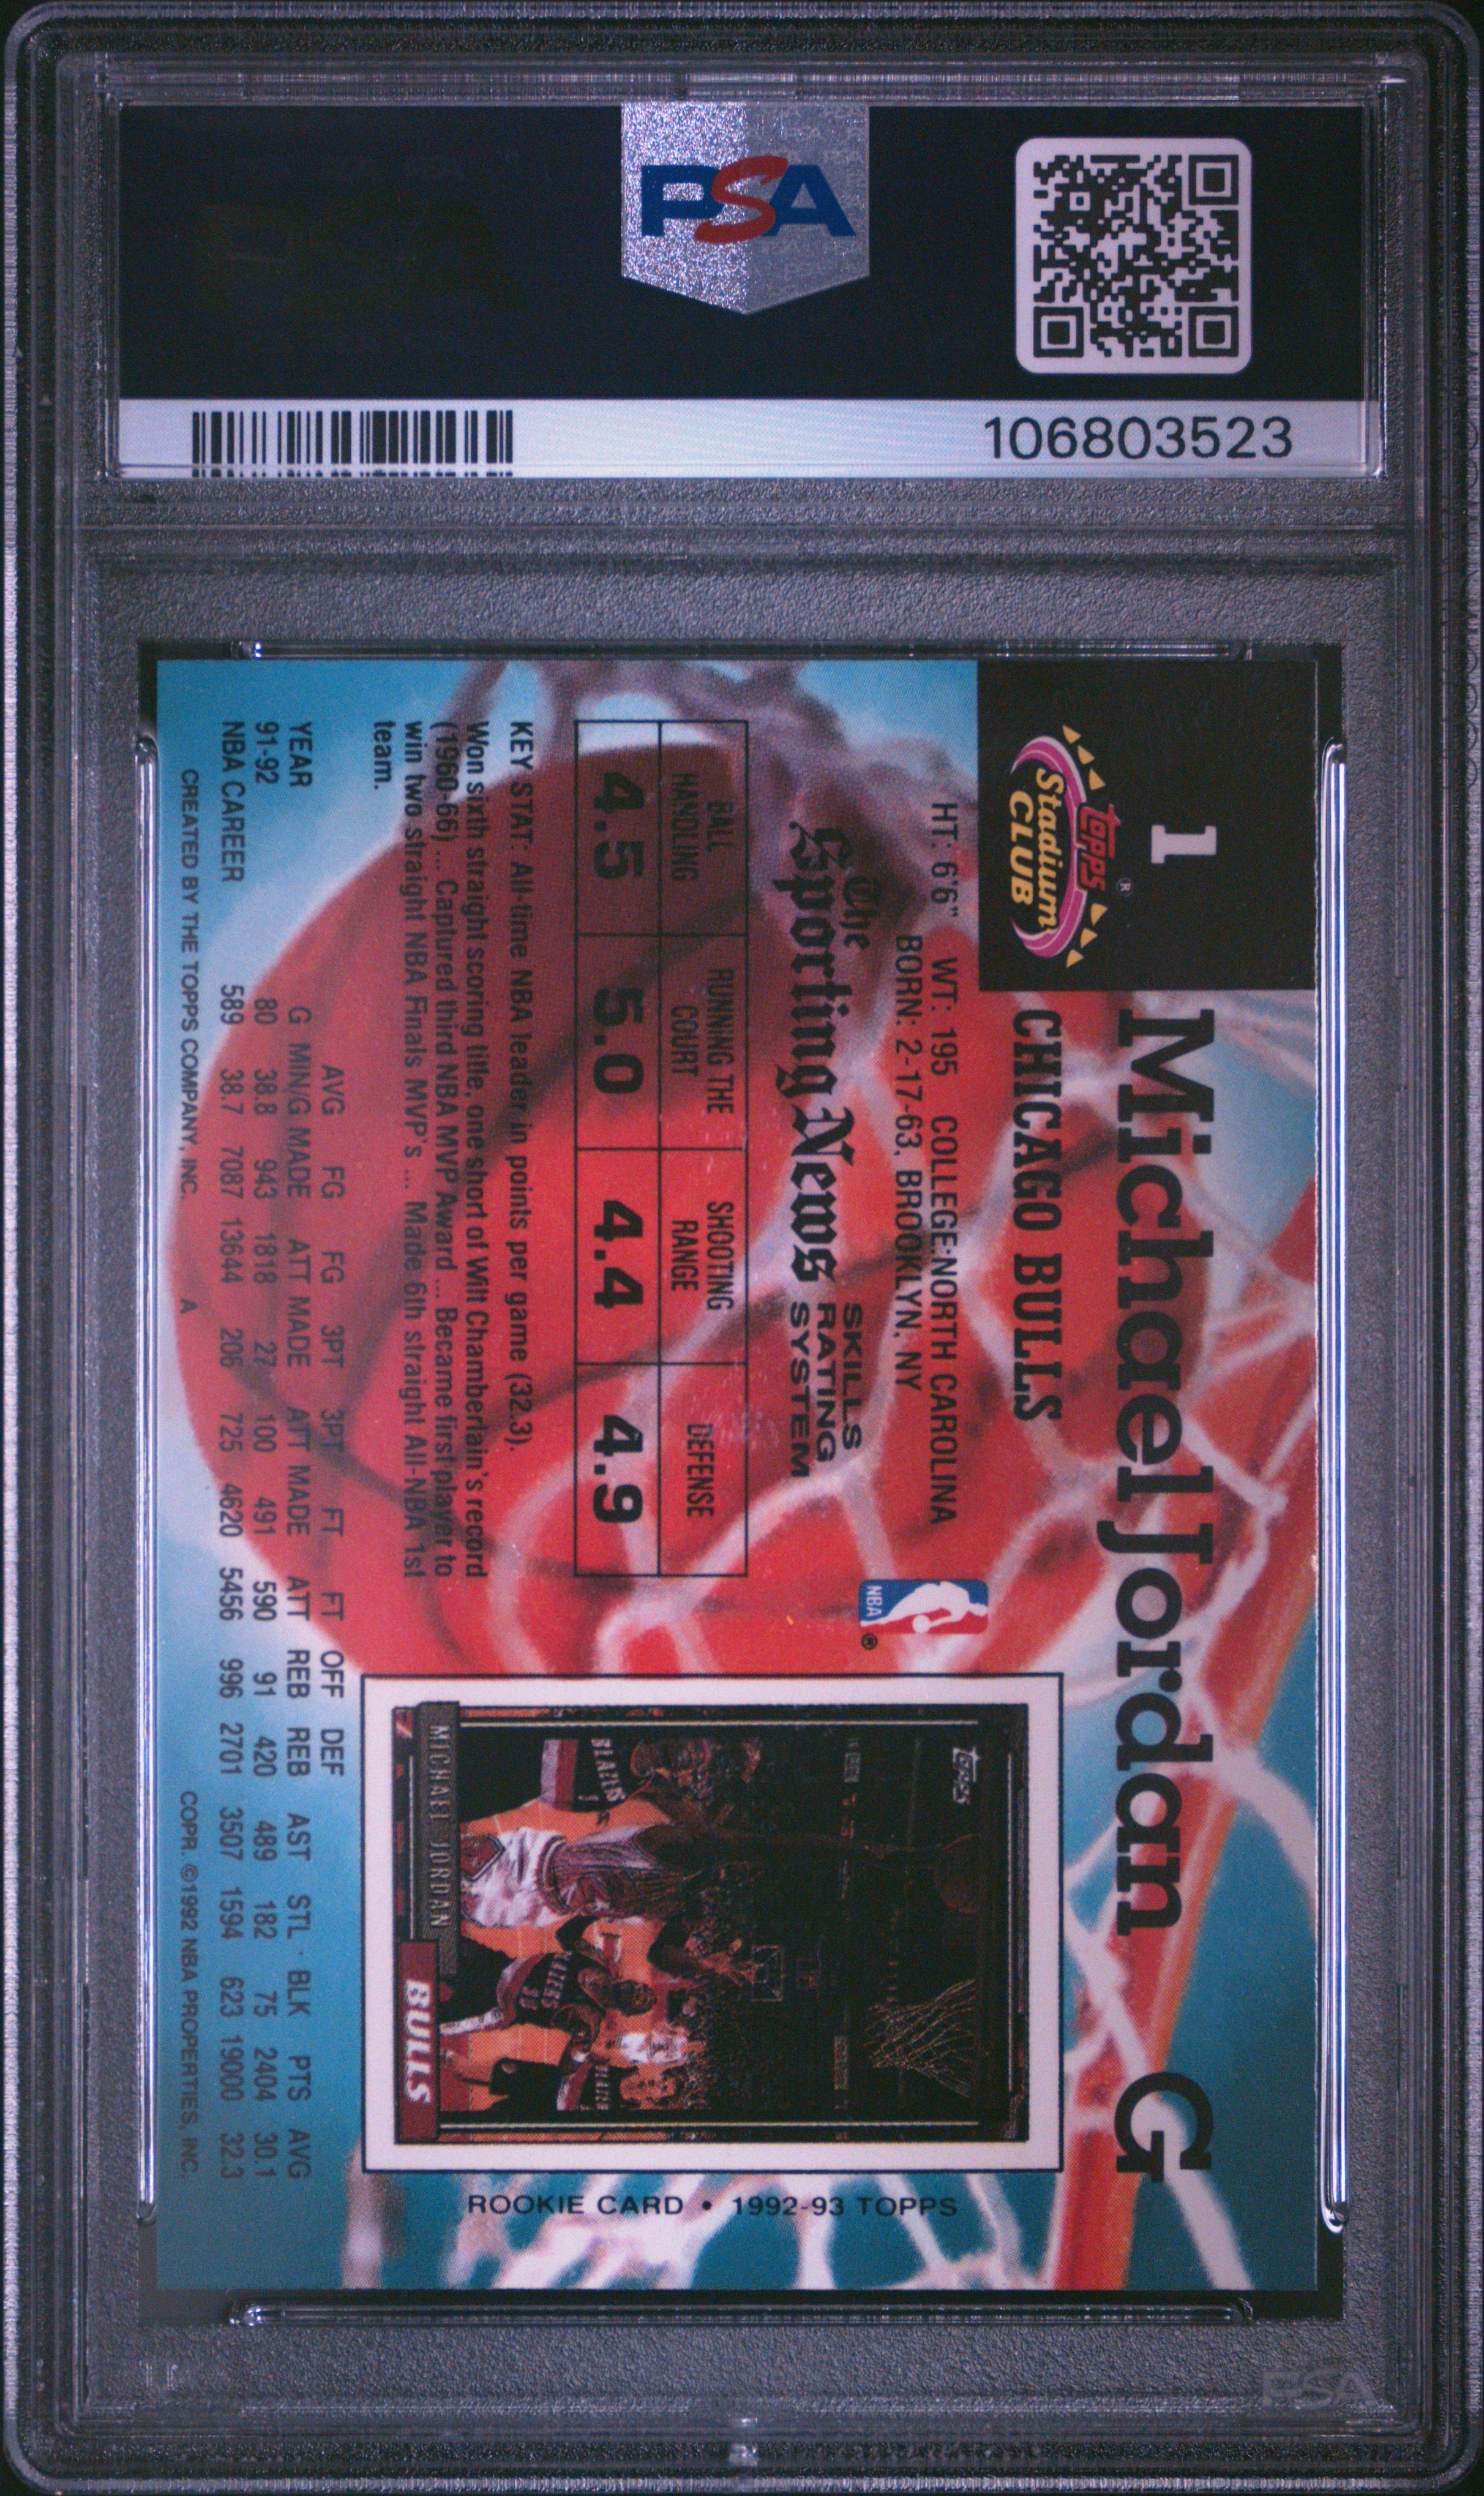 PSA
106803523
1
TOPPS ®
Stadium
CLUB
Michael Jordan G
CHICAGO BULLS
HT: 6'6" WT: 195 COLLEGE:NORTH CAROLINA
BORN: 2-17-63, BROOKLYN, NY
NBA ®
The
Sporting News
SKILLS
RATING
SYSTEM
BALL HANDLING RUNNING THE COURT SHOOTING RANGE DEFENSE
4.5 5.0 4.4 4.9
KEY STAT: All-time NBA leader in points per game (32.3).
Won sixth straight scoring title, one short of Wilt Chamberlain's record
(1960-66) ... Captured third NBA MVP Award ... Became first player to
win two straight NBA Finals MVP's ... Made 6th straight All-NBA 1st
team.
TOPPS
BLAZERS
BLAZERS
MICHAEL JORDAN
BULLS
ROOKIE CARD • 1992-93 TOPPS
AVG FG FG 3PT 3PT FT FT OFF DEF
YEAR G MIN/G MADE ATT MADE ATT MADE ATT REB REB AST STL BLK PTS AVG
91-92 80 38.8 943 1818 27 100 491 590 91 420 489 182 75 2404 30.1
NBA CAREER 589 38.7 7087 13644 206 725 4620 5456 996 2701 3507 1594 623 19000 32.3
CREATED BY THE TOPPS COMPANY, INC. A COPR. ©1992 NBA PROPERTIES, INC.
PSA